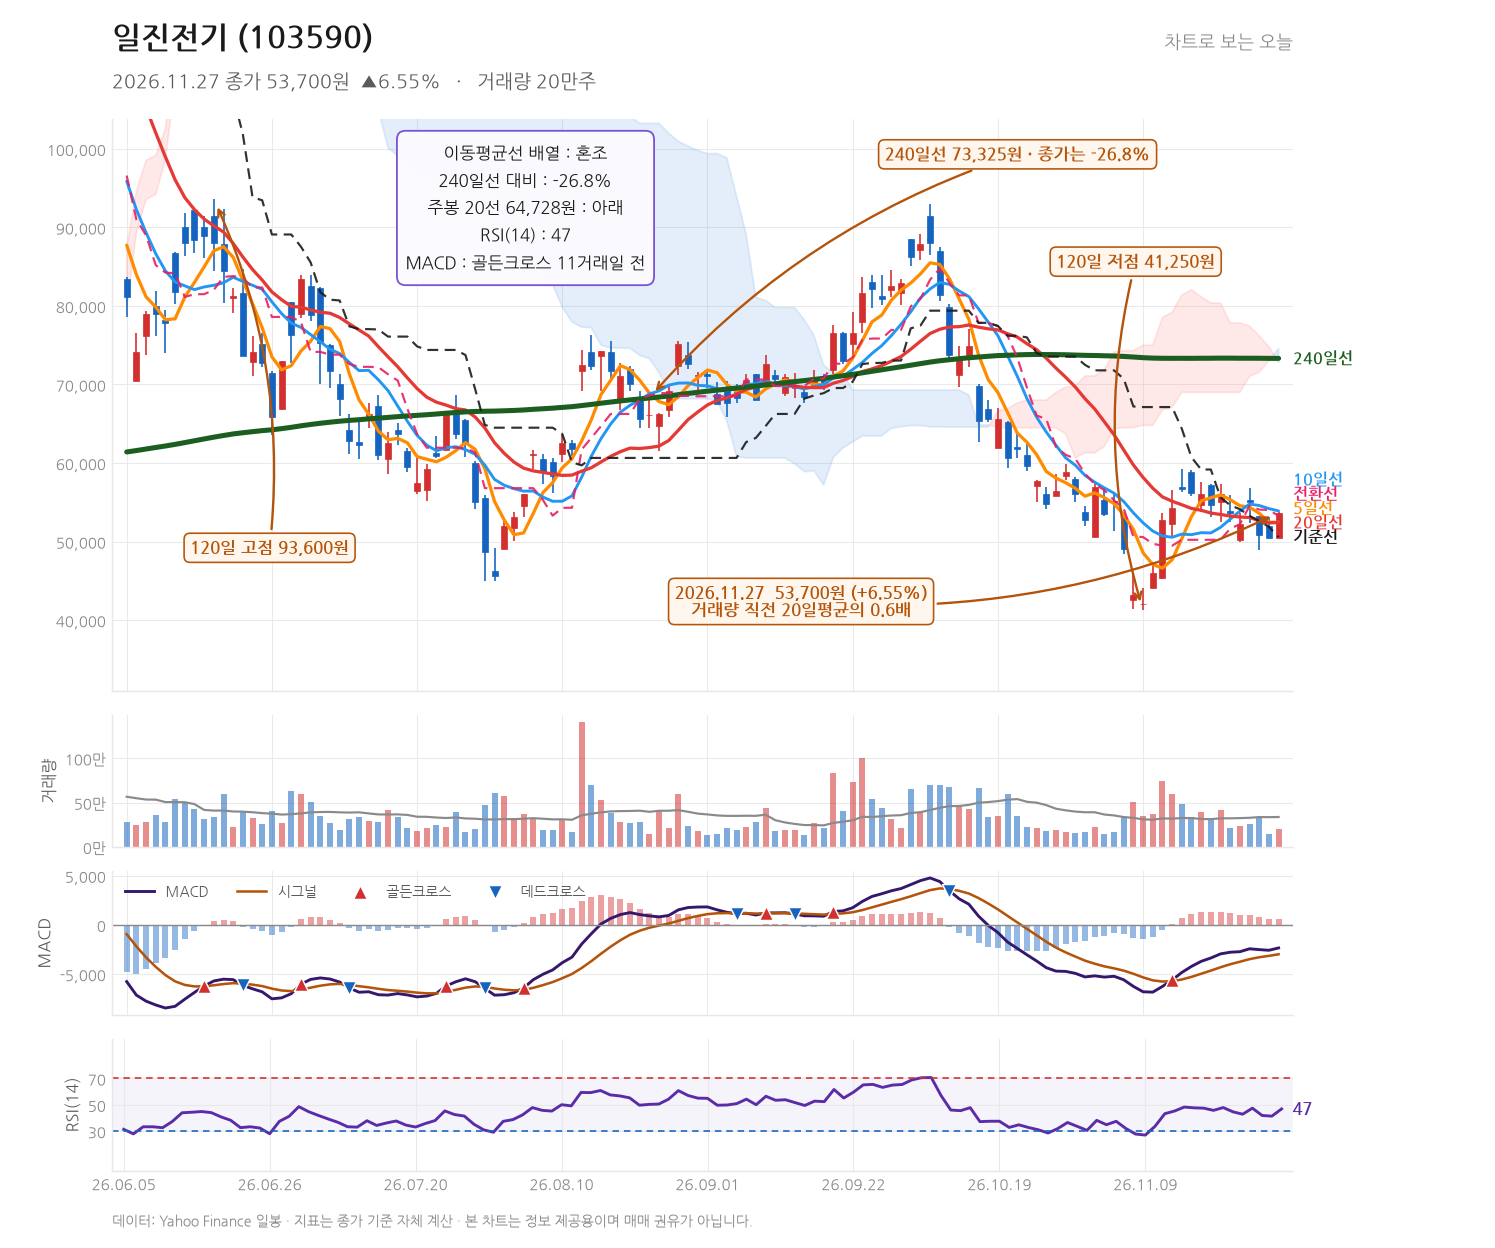 일진전기 (103590)
차트로 보는 오늘
2026.11.27 종가 53,700원 ▲6.55% · 거래량 20만주
이동평균선 배열 : 혼조
240일선 대비 : -26.8%
주봉 20선 64,728원 : 아래
RSI(14) : 47
MACD : 골든크로스 11거래일 전
240일선 73,325원 · 종가는 -26.8%
120일 저점 41,250원
120일 고점 93,600원
2026.11.27 53,700원 (+6.55%)
거래량 직전 20일평균의 0.6배
100,000
90,000
80,000
70,000
60,000
50,000
40,000
240일선
10일선
전환선
5일선
20일선
기준선
거래량
100만
50만
0만
MACD
5,000
0
-5,000
MACD
시그널
골든크로스
데드크로스
RSI(14)
70
50
30
47
26.06.05
26.06.26
26.07.20
26.08.10
26.09.01
26.09.22
26.10.19
26.11.09
데이터: Yahoo Finance 일봉 · 지표는 종가 기준 자체 계산 · 본 차트는 정보 제공용이며 매매 권유가 아닙니다.